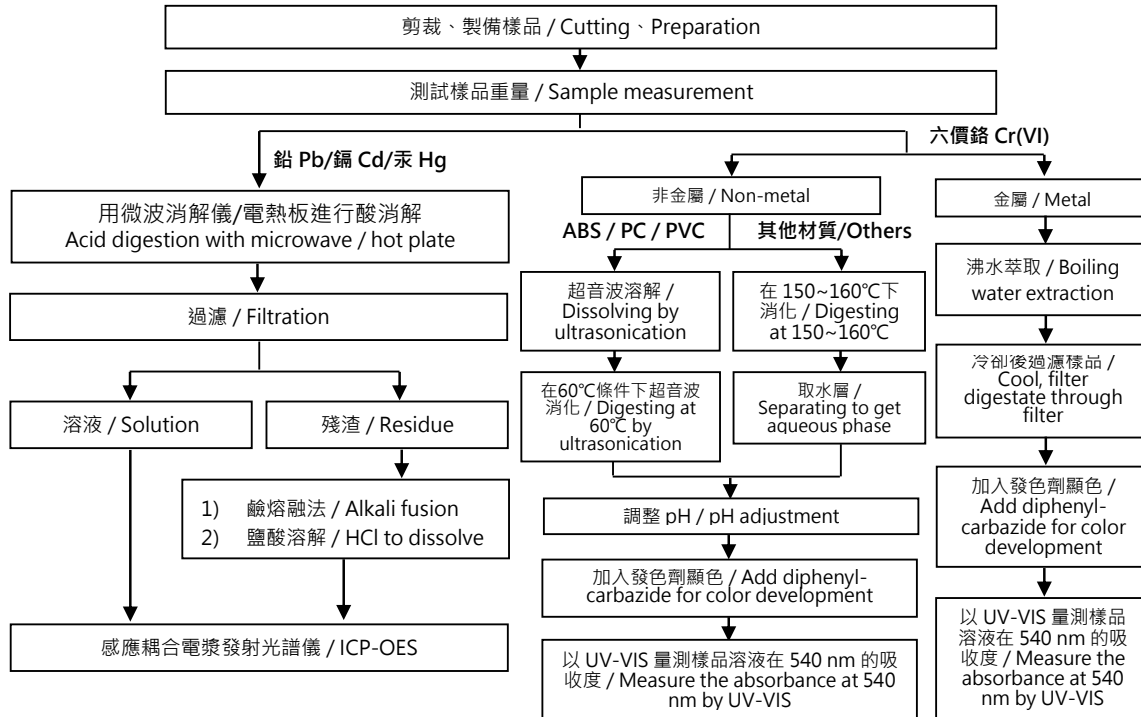 剪裁、製備樣品 / Cutting、Preparation
測試樣品重量 / Sample measurement
鉛 Pb/鎘 Cd/汞 Hg
六價鉻 Cr(VI)
用微波消解儀/電熱板進行酸消解
Acid digestion with microwave / hot plate
過濾 / Filtration
溶液 / Solution
殘渣 / Residue
1) 鹼熔融法 / Alkali fusion
2) 鹽酸溶解 / HCl to dissolve
感應耦合電漿發射光譜儀 / ICP-OES
非金屬 / Non-metal
ABS / PC / PVC
其他材質/Others
超音波溶解 /
Dissolving by
ultrasonication
在 150~160℃下
消化 / Digesting
at 150~160℃
在60℃條件下超音波
消化 / Digesting at
60℃ by
ultrasonication
取水層 /
Separating to get
aqueous phase
調整 pH / pH adjustment
加入發色劑顯色 / Add diphenyl-
carbazide for color development
以 UV-VIS 量測樣品溶液在 540 nm 的吸
收度 / Measure the absorbance at 540
nm by UV-VIS
金屬 / Metal
沸水萃取 / Boiling
water extraction
冷卻後過濾樣品 /
Cool, filter
digestate through
filter
加入發色劑顯色 /
Add diphenyl-
carbazide for color
development
以 UV-VIS 量測樣品
溶液在 540 nm 的吸
收度 / Measure the
absorbance at 540
nm by UV-VIS